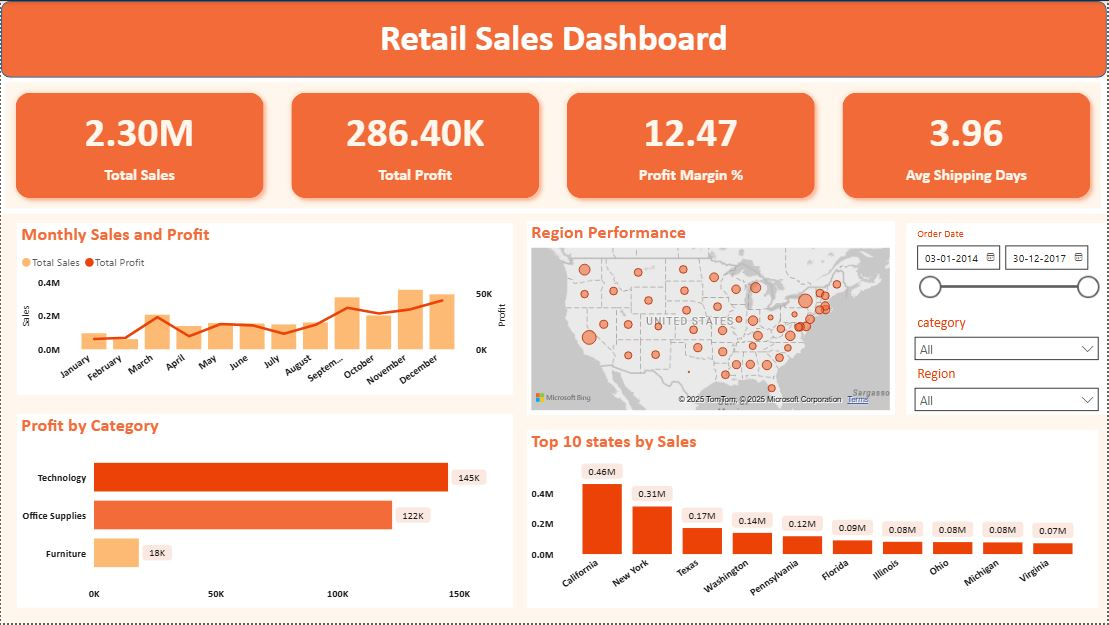 Retail Sales Dashboard
2.30M
Total Sales
286.40K
Total Profit
12.47
Profit Margin %
3.96
Avg Shipping Days
Monthly Sales and Profit
Total Sales Total Profit
Sales
0.4M
0.2M
0.0M
50K
0K
Profit
January
February
March
April
May
June
July
August
Septem...
October
November
December
Region Performance
UNITED STATES
Sargasso
Microsoft Bing
© 2025 TomTom, © 2025 Microsoft Corporation Terms
Order Date
03-01-2014
30-12-2017
category
All
Region
All
Profit by Category
Technology
145K
Office Supplies
122K
Furniture
18K
0K
50K
100K
150K
Top 10 states by Sales
0.4M
0.2M
0.0M
0.46M
0.31M
0.17M
0.14M
0.12M
0.09M
0.08M
0.08M
0.08M
0.07M
California
New York
Texas
Washington
Pennsylvania
Florida
Illinois
Ohio
Michigan
Virginia